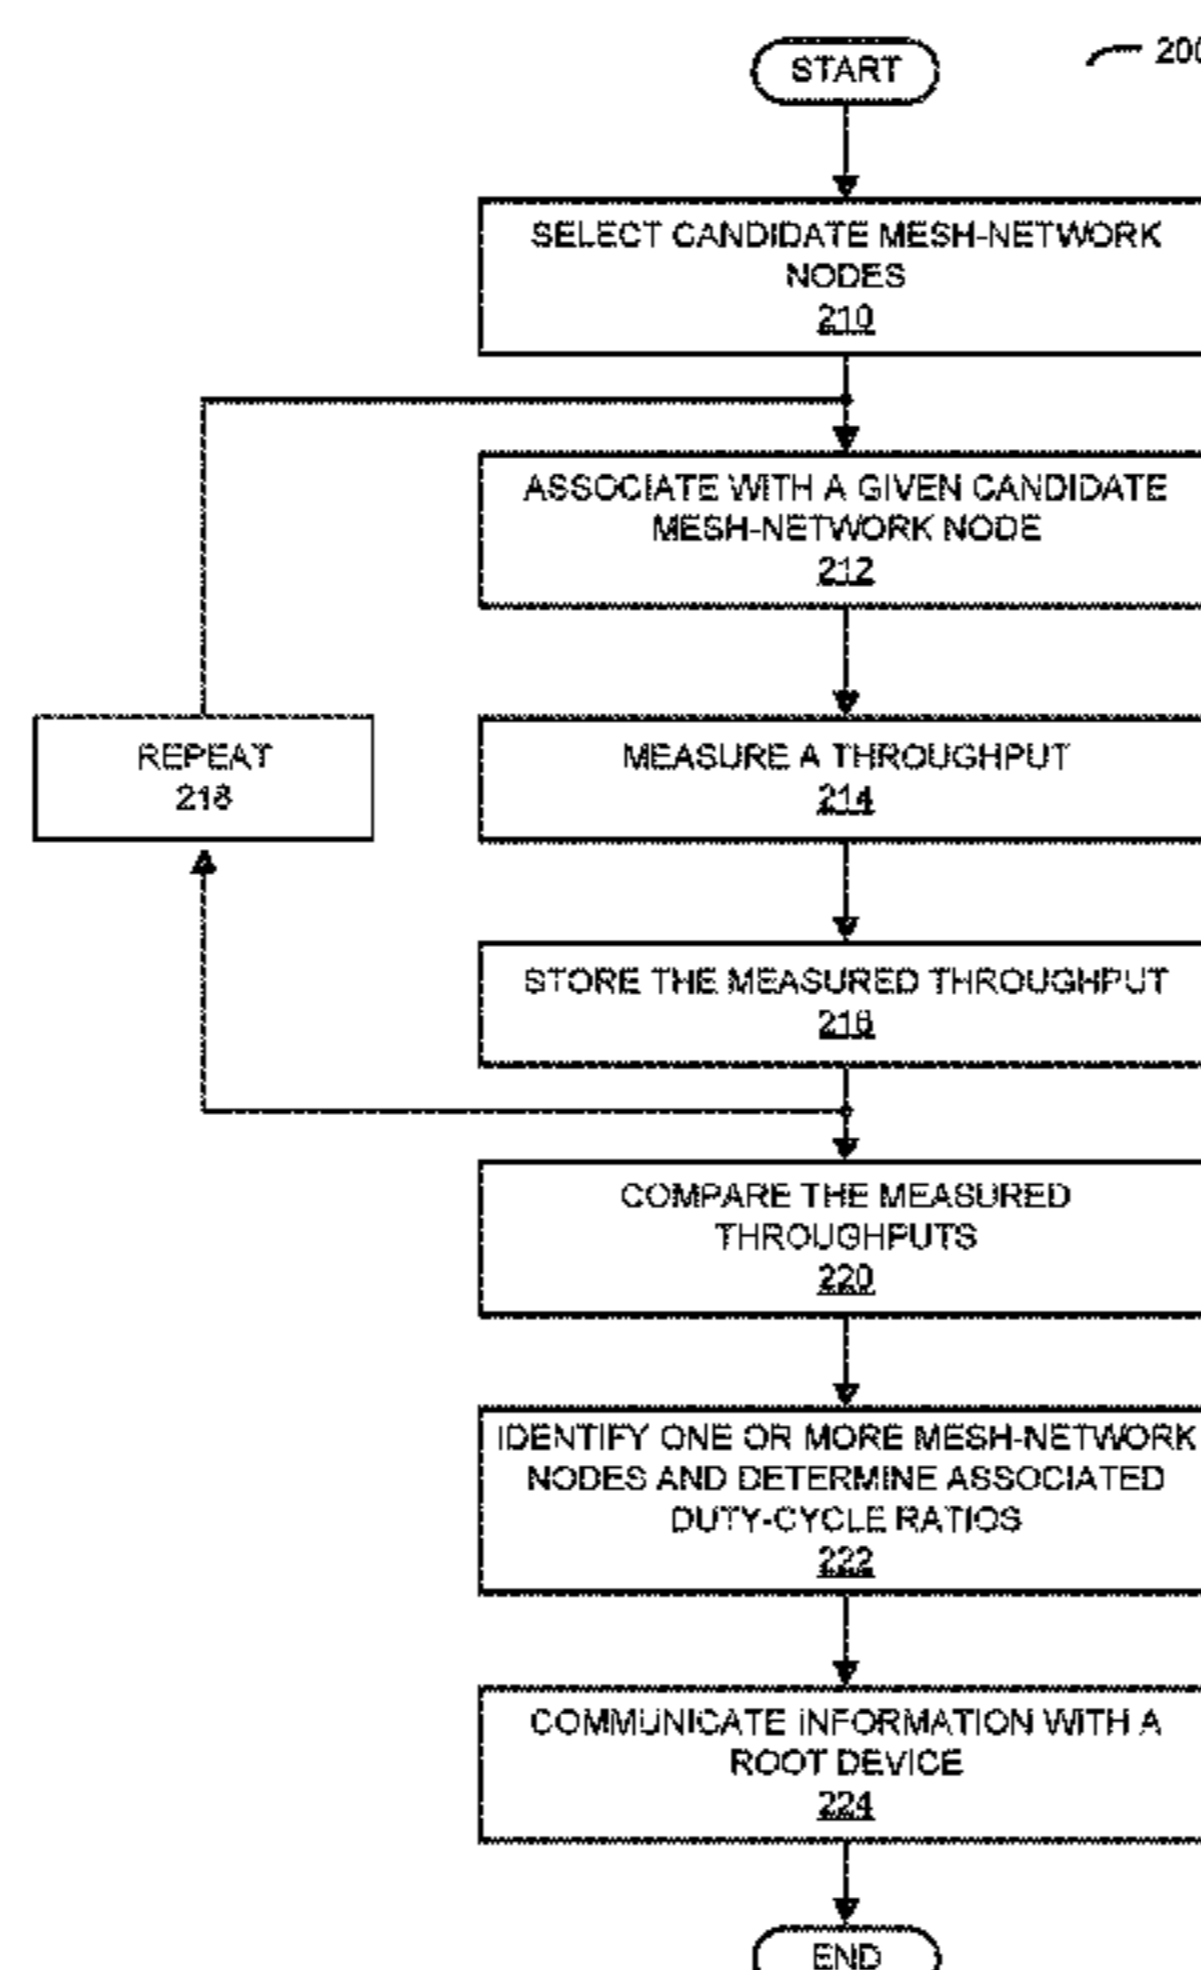 START
200
SELECT CANDIDATE MESH-NETWORK
NODES
210
ASSOCIATE WITH A GIVEN CANDIDATE
MESH-NETWORK NODE
212
REPEAT
218
MEASURE A THROUGHPUT
214
STORE THE MEASURED THROUGHPUT
216
COMPARE THE MEASURED
THROUGHPUTS
220
IDENTIFY ONE OR MORE MESH-NETWORK
NODES AND DETERMINE ASSOCIATED
DUTY-CYCLE RATIOS
222
COMMUNICATE INFORMATION WITH A
ROOT DEVICE
224
END